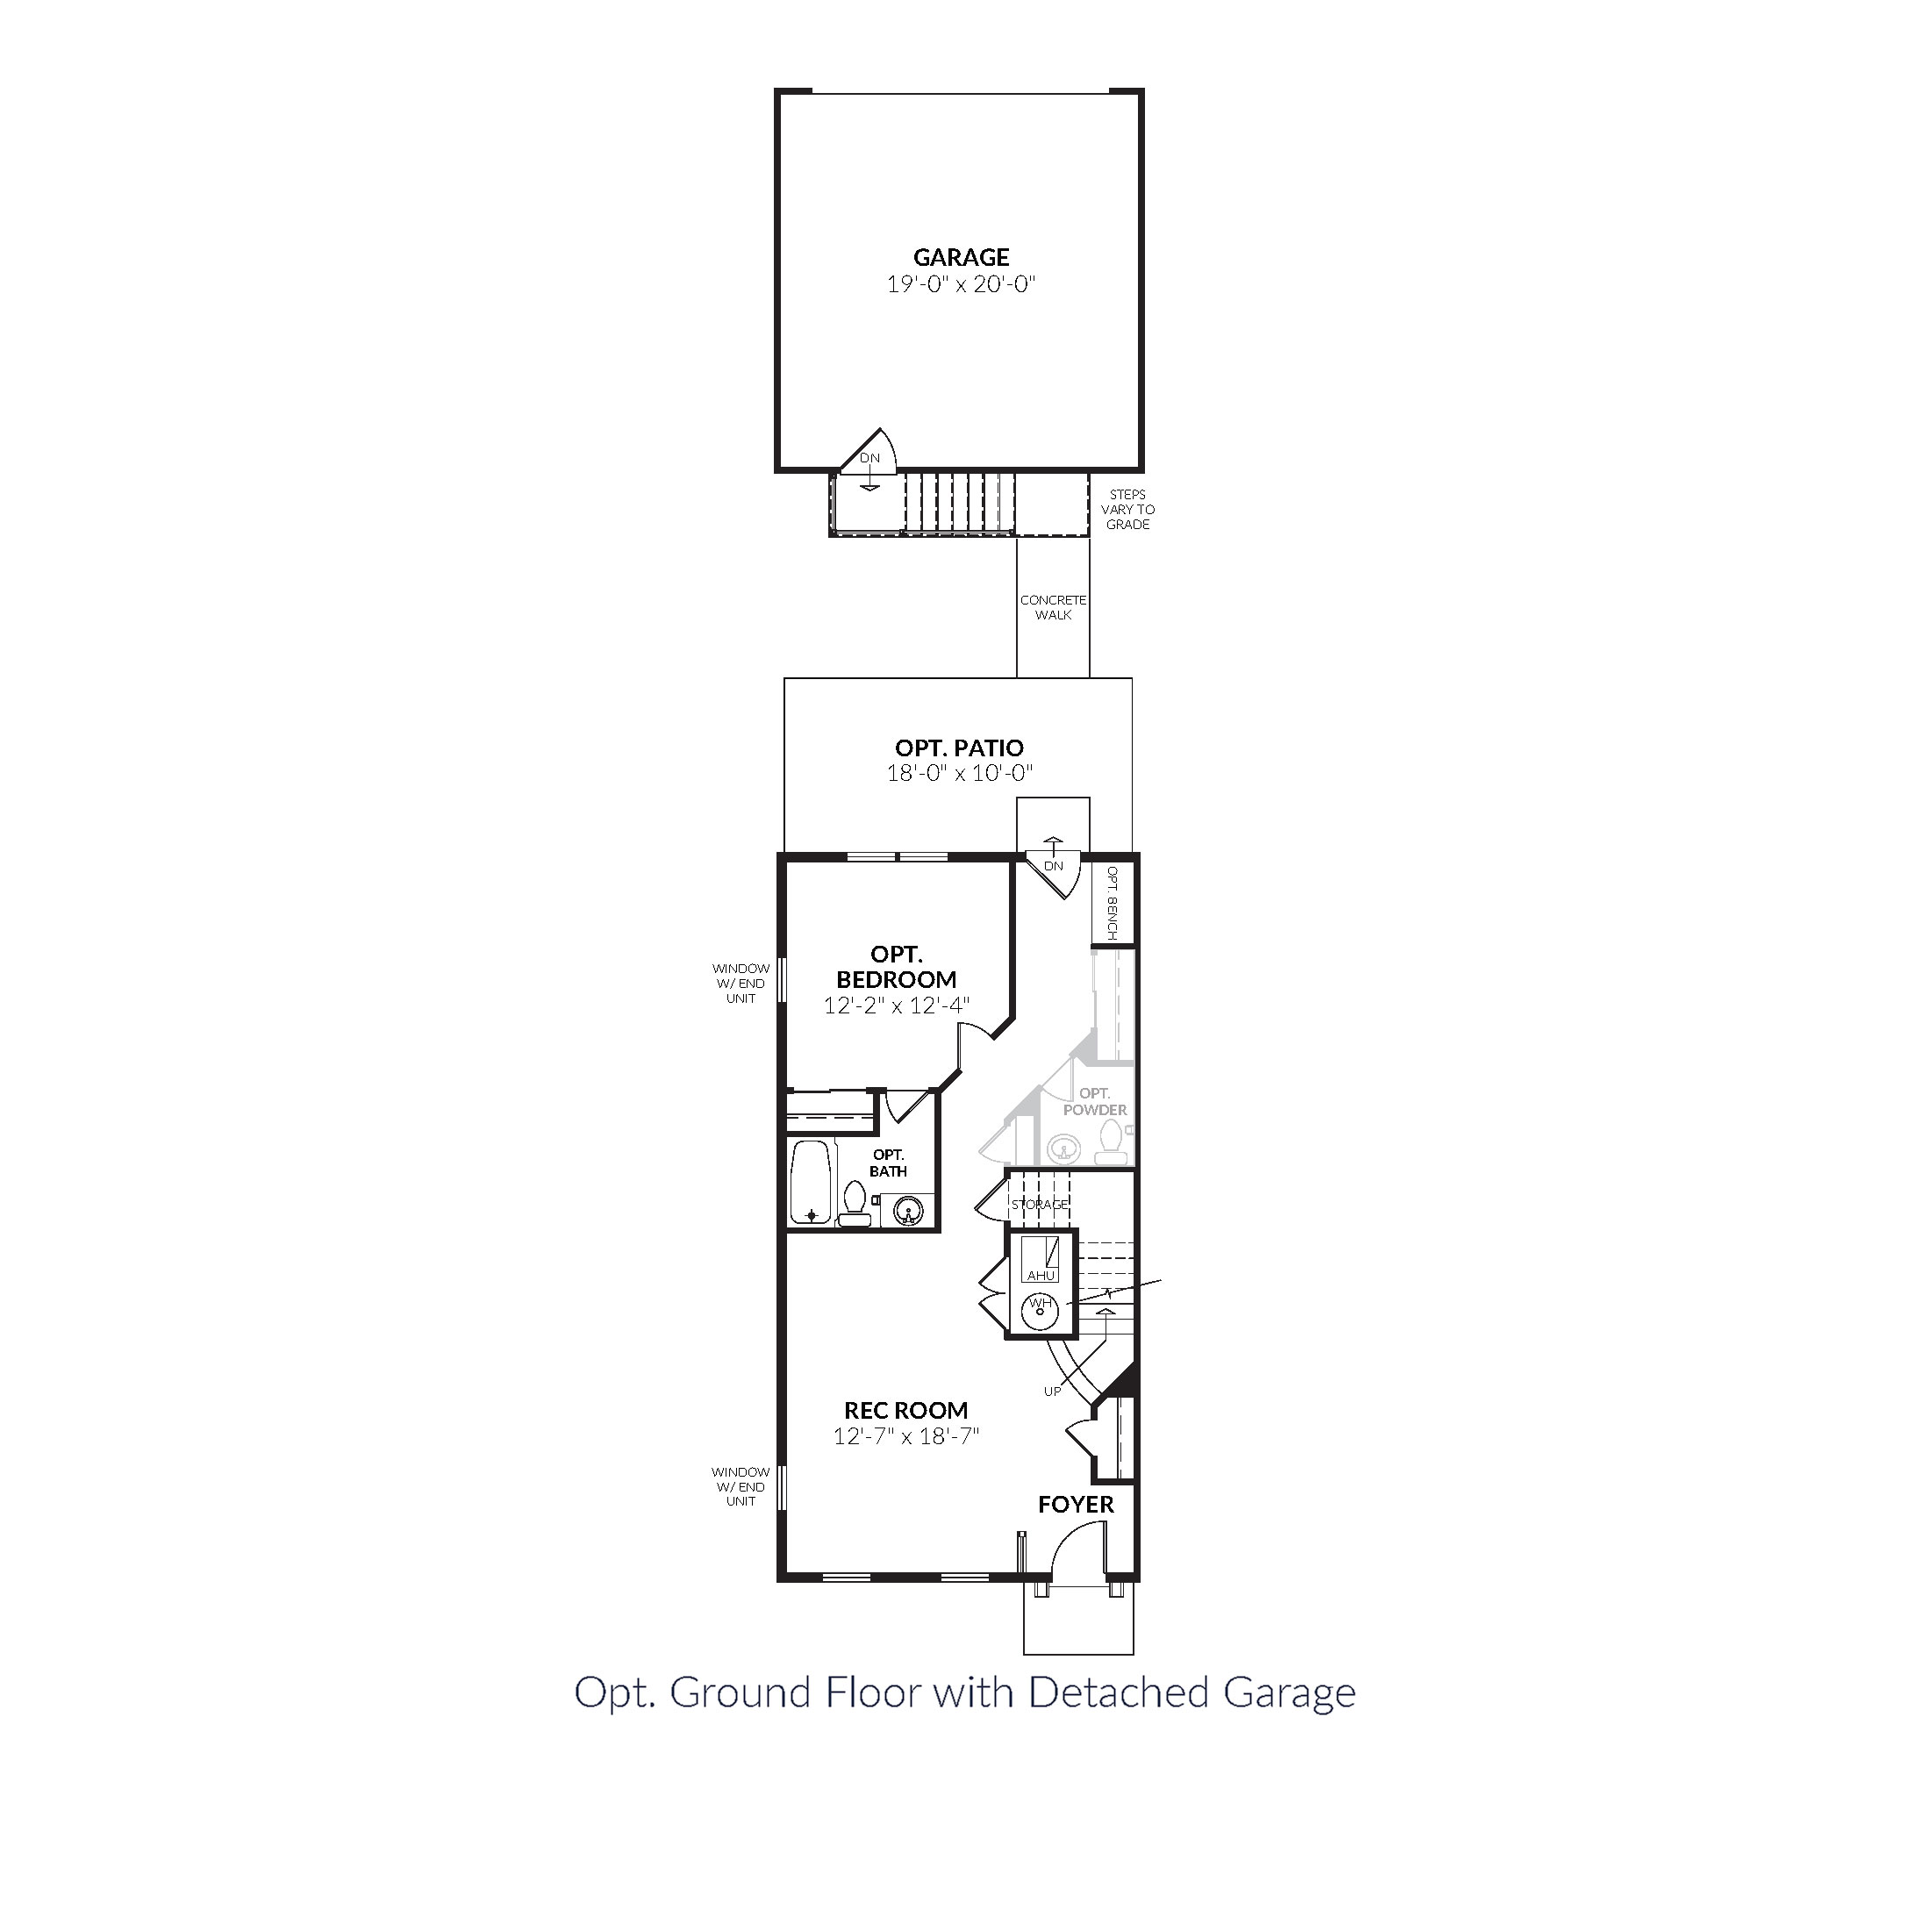 GARAGE
19'-0" x 20'-0"
DN
STEPS
VARY TO
GRADE
CONCRETE
WALK
OPT. PATIO
18'-0" x 10'-0"
DN
OPT. BENCH
OPT.
BEDROOM
12'-2" x 12'-4"
WINDOW
W/ END
UNIT
OPT.
POWDER
OPT.
BATH
STORAGE
AHU
WH
UP
REC ROOM
12'-7" x 18'-7"
WINDOW
W/ END
UNIT
FOYER
Opt. Ground Floor with Detached Garage